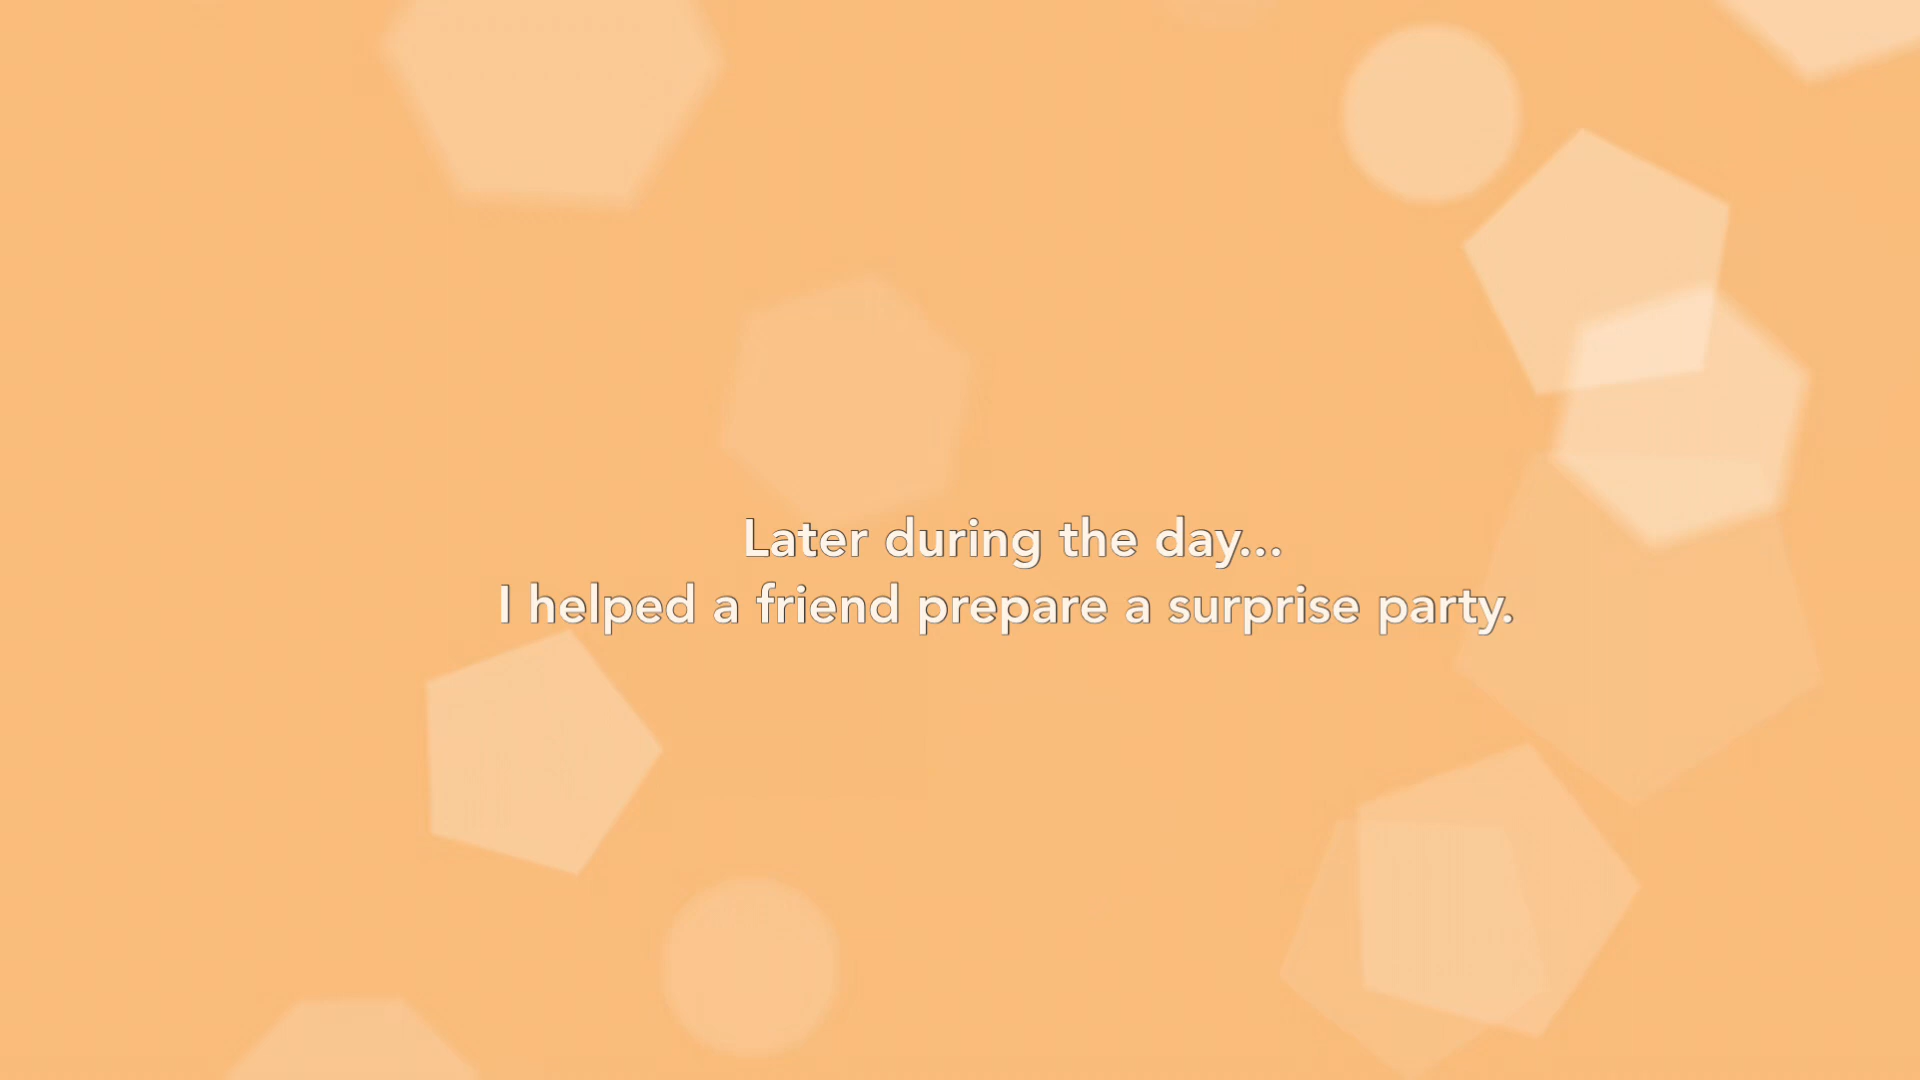 Later during the day...
I helped a friend prepare a surprise party.